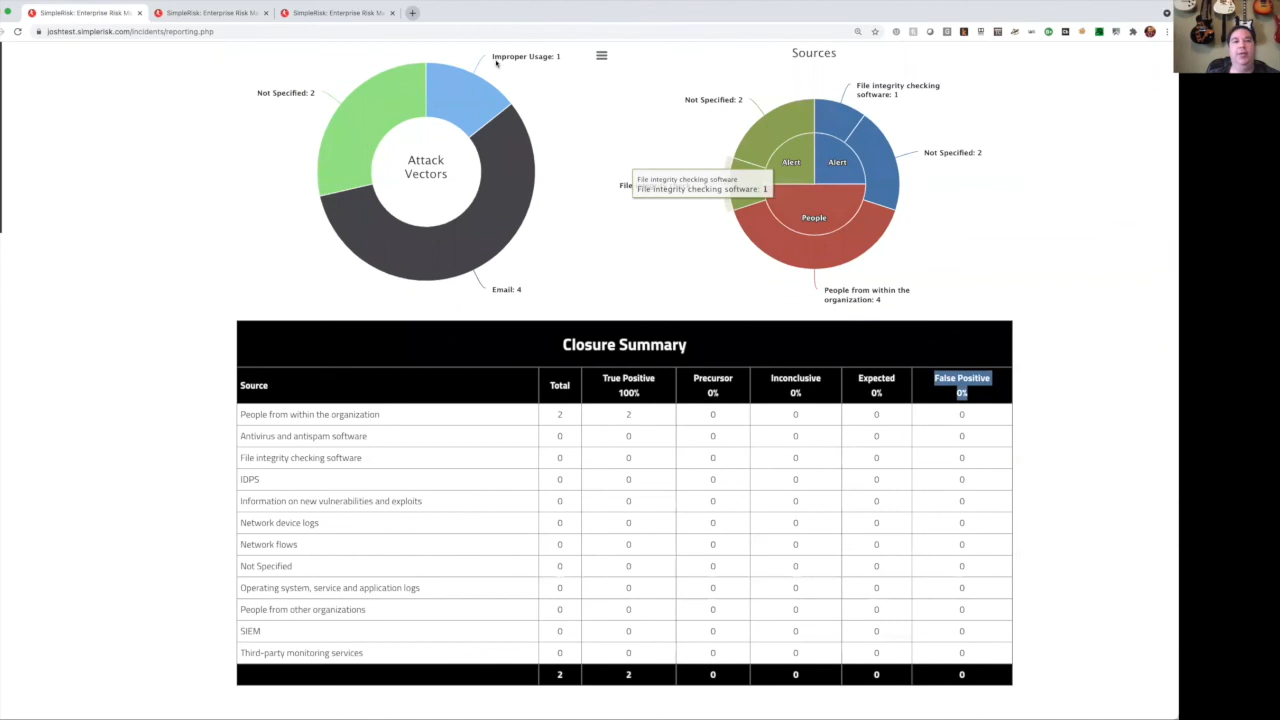 SimpleRisk: Enterprise Risk Ma
SimpleRisk: Enterprise Risk Ma
SimpleRisk: Enterprise Risk Ma
joshtest.simplerisk.com/incidents/reporting.php
Improper Usage: 1
Not Specified: 2
Attack
Vectors
Email: 4
Sources
File integrity checking
software: 1
Not Specified: 2
Not Specified: 2
Alert
Alert
File
File integrity checking software
File integrity checking software: 1
People
People from within the
organization: 4
Closure Summary
Source Total True Positive 100% Precursor 0% Inconclusive 0% Expected 0% False Positive 0%
People from within the organization 2 2 0 0 0 0
Antivirus and antispam software 0 0 0 0 0 0
File integrity checking software 0 0 0 0 0 0
IDPS 0 0 0 0 0 0
Information on new vulnerabilities and exploits 0 0 0 0 0 0
Network device logs 0 0 0 0 0 0
Network flows 0 0 0 0 0 0
Not Specified 0 0 0 0 0 0
Operating system, service and application logs 0 0 0 0 0 0
People from other organizations 0 0 0 0 0 0
SIEM 0 0 0 0 0 0
Third-party monitoring services 0 0 0 0 0 0
2 2 0 0 0 0